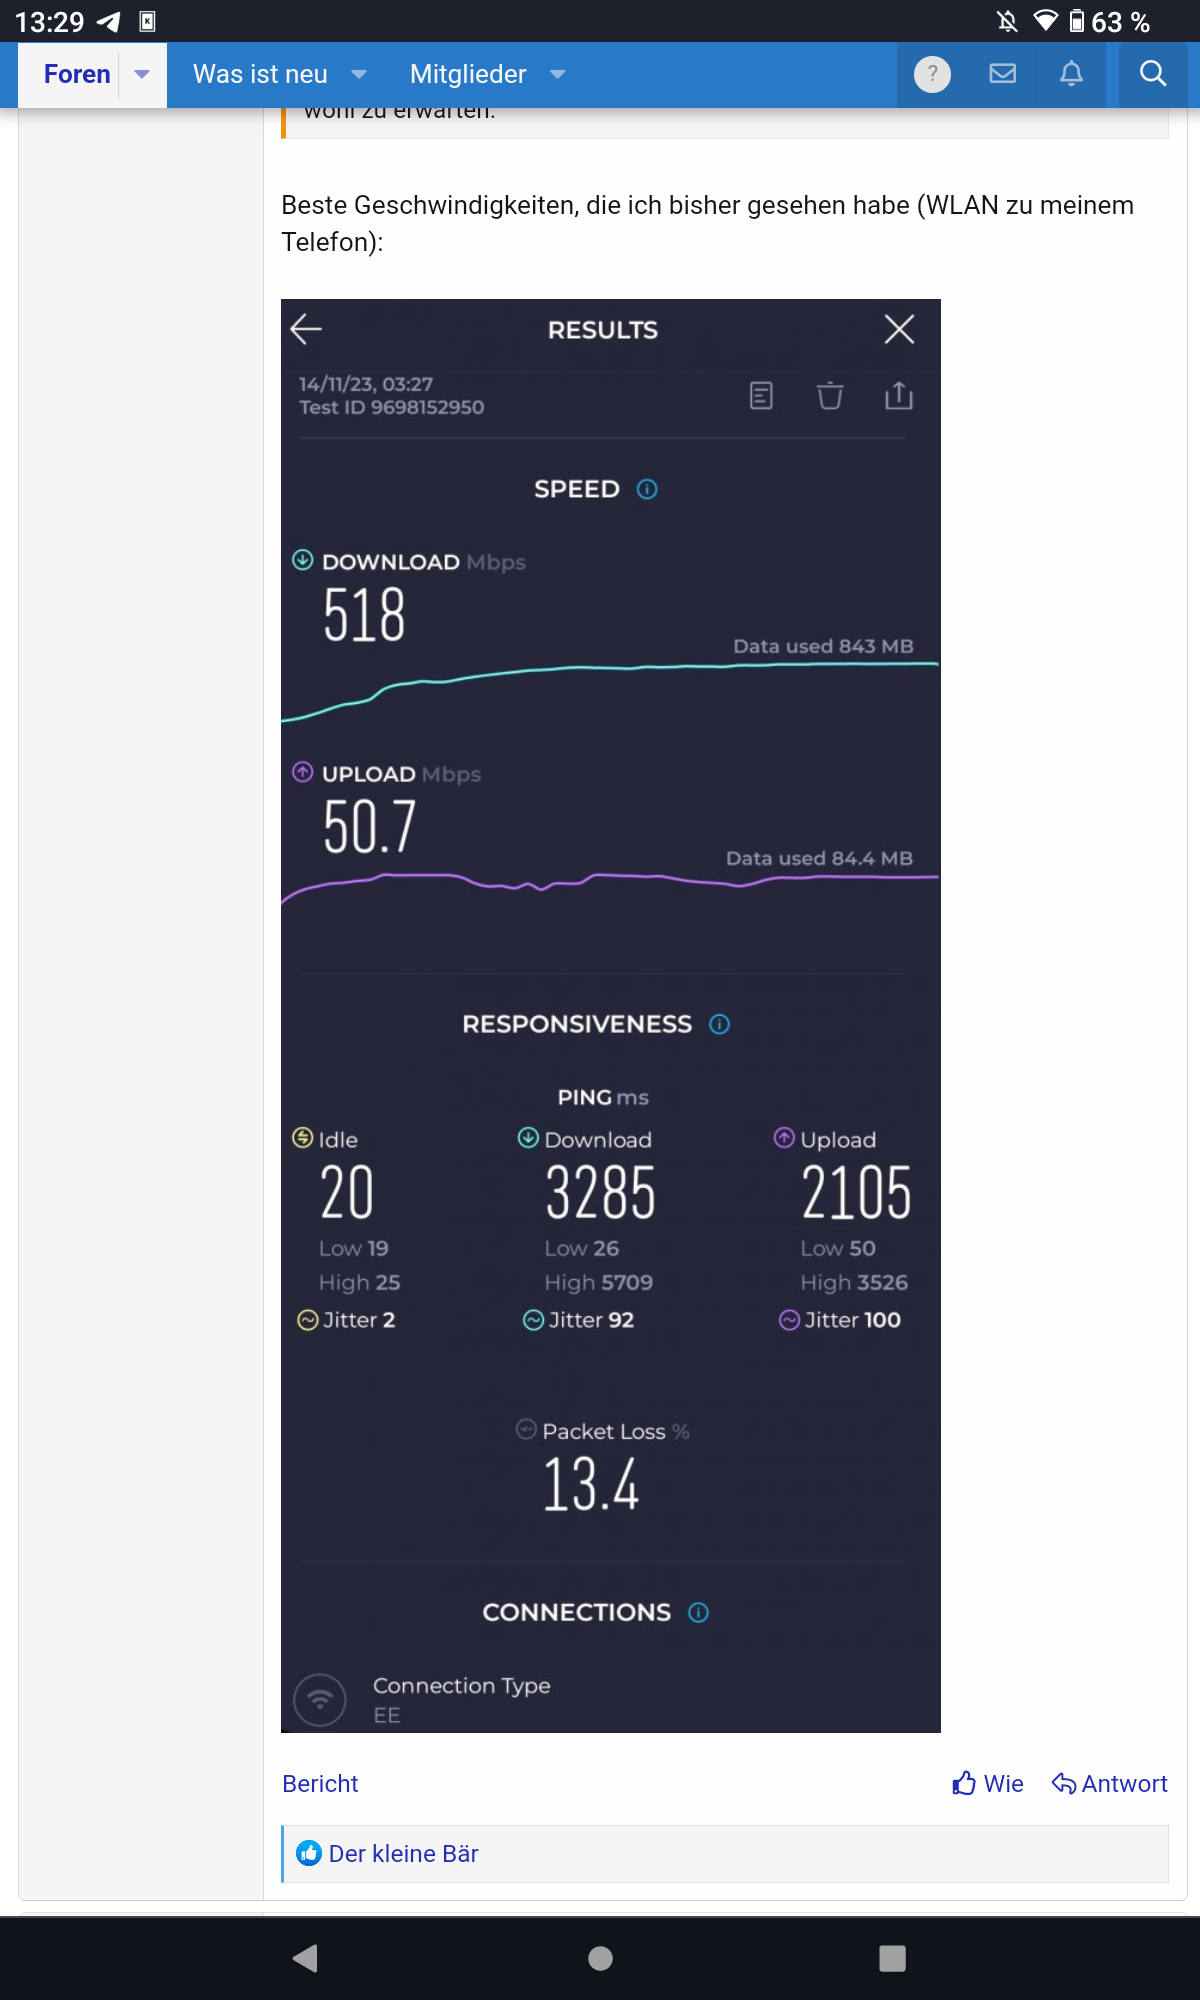 13:29
63 %
Foren
Was ist neu
Mitglieder
?
wohl zu erwarten.
Beste Geschwindigkeiten, die ich bisher gesehen habe (WLAN zu meinem
Telefon):
RESULTS
14/11/23, 03:27
Test ID 9698152950
SPEED
DOWNLOAD Mbps
518
Data used 843 MB
UPLOAD Mbps
50.7
Data used 84.4 MB
RESPONSIVENESS
PING ms
Idle Download Upload
20 3285 2105
Low 19 Low 26 Low 50
High 25 High 5709 High 3526
Jitter 2 Jitter 92 Jitter 100
Packet Loss %
13.4
CONNECTIONS
Connection Type
EE
Bericht
Wie Antwort
Der kleine Bär